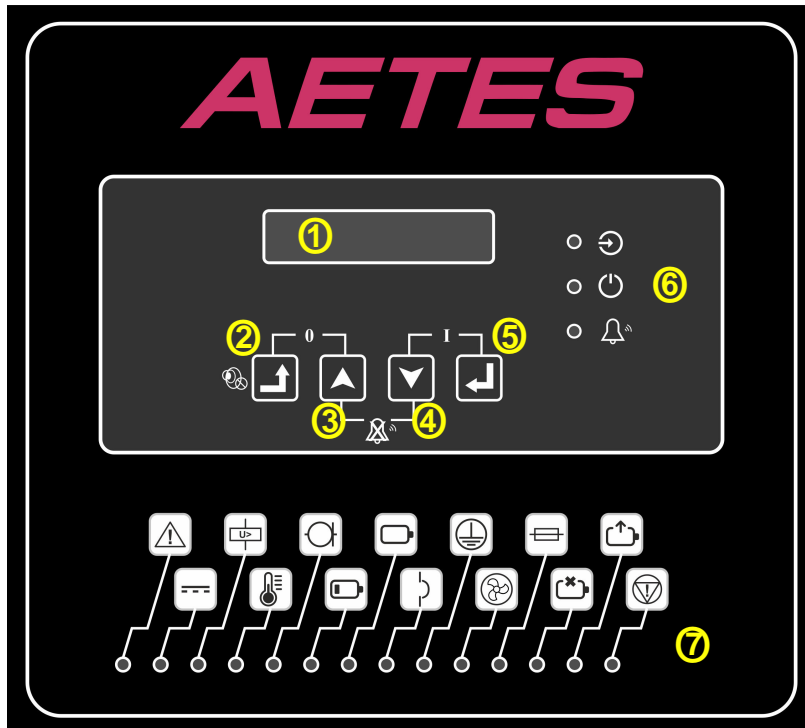 AETES
①
⑥
② 0 I ⑤
③ ④
U>
⑦